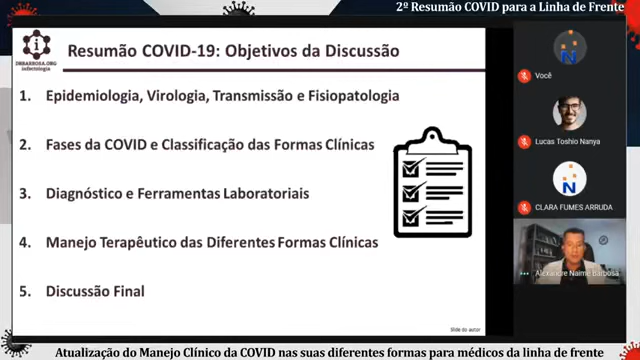 2º Resumão COVID para a Linha de Frente
DRBARBOSA.ORG
infectologia
Resumão COVID-19: Objetivos da Discussão
1. Epidemiologia, Virologia, Transmissão e Fisiopatologia
2. Fases da COVID e Classificação das Formas Clínicas
3. Diagnóstico e Ferramentas Laboratoriais
4. Manejo Terapêutico das Diferentes Formas Clínicas
5. Discussão Final
Slide do autor
N
Você
Lucas Toshio Nanya
N
CLARA FUMES ARRUDA
Alexandre Naime Barbosa
Atualização do Manejo Clínico da COVID nas suas diferentes formas para médicos da linha de frente